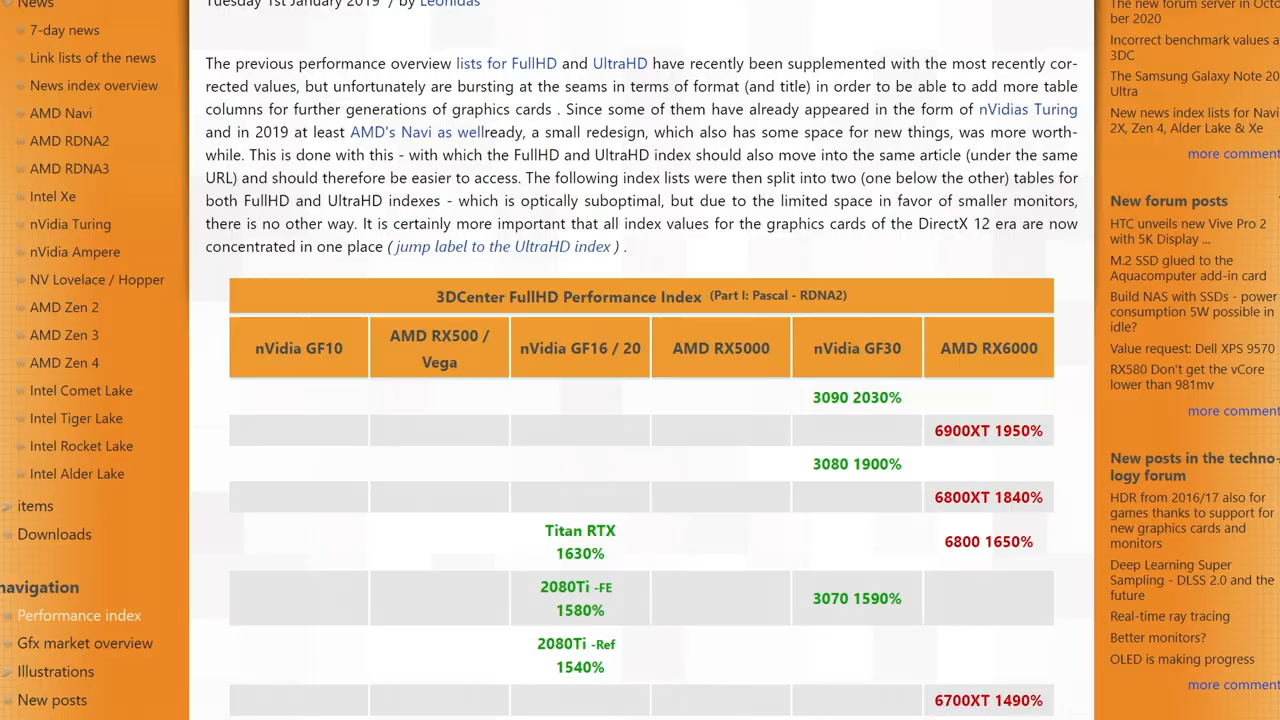 News
7-day news
Link lists of the news
News index overview
AMD Navi
AMD RDNA2
AMD RDNA3
Intel Xe
nVidia Turing
nVidia Ampere
NV Lovelace / Hopper
AMD Zen 2
AMD Zen 3
AMD Zen 4
Intel Comet Lake
Intel Tiger Lake
Intel Rocket Lake
Intel Alder Lake
items
Downloads
navigation
Performance index
Gfx market overview
Illustrations
New posts
Tuesday 1st January 2019 / by Leonidas
The previous performance overview lists for FullHD and UltraHD have recently been supplemented with the most recently cor-
rected values, but unfortunately are bursting at the seams in terms of format (and title) in order to be able to add more table
columns for further generations of graphics cards . Since some of them have already appeared in the form of nVidias Turing
and in 2019 at least AMD's Navi as wellready, a small redesign, which also has some space for new things, was more worth-
while. This is done with this - with which the FullHD and UltraHD index should also move into the same article (under the same
URL) and should therefore be easier to access. The following index lists were then split into two (one below the other) tables for
both FullHD and UltraHD indexes - which is optically suboptimal, but due to the limited space in favor of smaller monitors,
there is no other way. It is certainly more important that all index values for the graphics cards of the DirectX 12 era are now
concentrated in one place ( jump label to the UltraHD index ) .
3DCenter FullHD Performance Index (Part I: Pascal - RDNA2)
nVidia GF10
AMD RX500 /
Vega
nVidia GF16 / 20
AMD RX5000
nVidia GF30
AMD RX6000
3090 2030%
6900XT 1950%
3080 1900%
6800XT 1840%
Titan RTX
1630%
6800 1650%
2080Ti -FE
1580%
3070 1590%
2080Ti -Ref
1540%
6700XT 1490%
The new forum server in Octo
ber 2020
Incorrect benchmark values a
3DC
The Samsung Galaxy Note 20
Ultra
New news index lists for Navi
2X, Zen 4, Alder Lake & Xe
more comment
New forum posts
HTC unveils new Vive Pro 2
with 5K Display ...
M.2 SSD glued to the
Aquacomputer add-in card
Build NAS with SSDs - power
consumption 5W possible in
idle?
Value request: Dell XPS 9570
RX580 Don't get the vCore
lower than 981mv
more comment
New posts in the techno-
logy forum
HDR from 2016/17 also for
games thanks to support for
new graphics cards and
monitors
Deep Learning Super
Sampling - DLSS 2.0 and the
future
Real-time ray tracing
Better monitors?
OLED is making progress
more comment